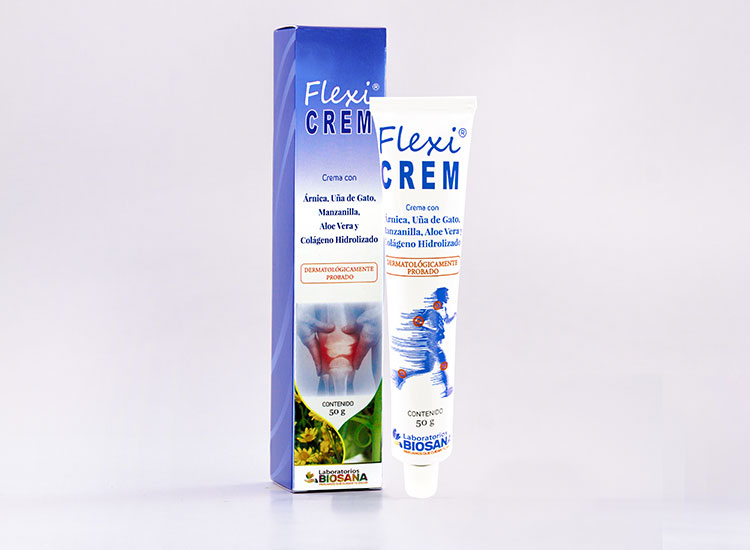 Flexi®
CREM
Crema con
Árnica, Uña de Gato,
Manzanilla,
Aloe Vera y
Colágeno Hidrolizado
DERMATOLÓGICAMENTE
PROBADO
CONTENIDO
50 g
Laboratorios
BIOSANA
Flexi®
CREM
Crema con
Árnica, Uña de Gato,
Manzanilla, Aloe Vera y
Colágeno Hidrolizado
DERMATOLÓGICAMENTE
PROBADO
CONTENIDO
50 g
Laboratorios
BIOSANA